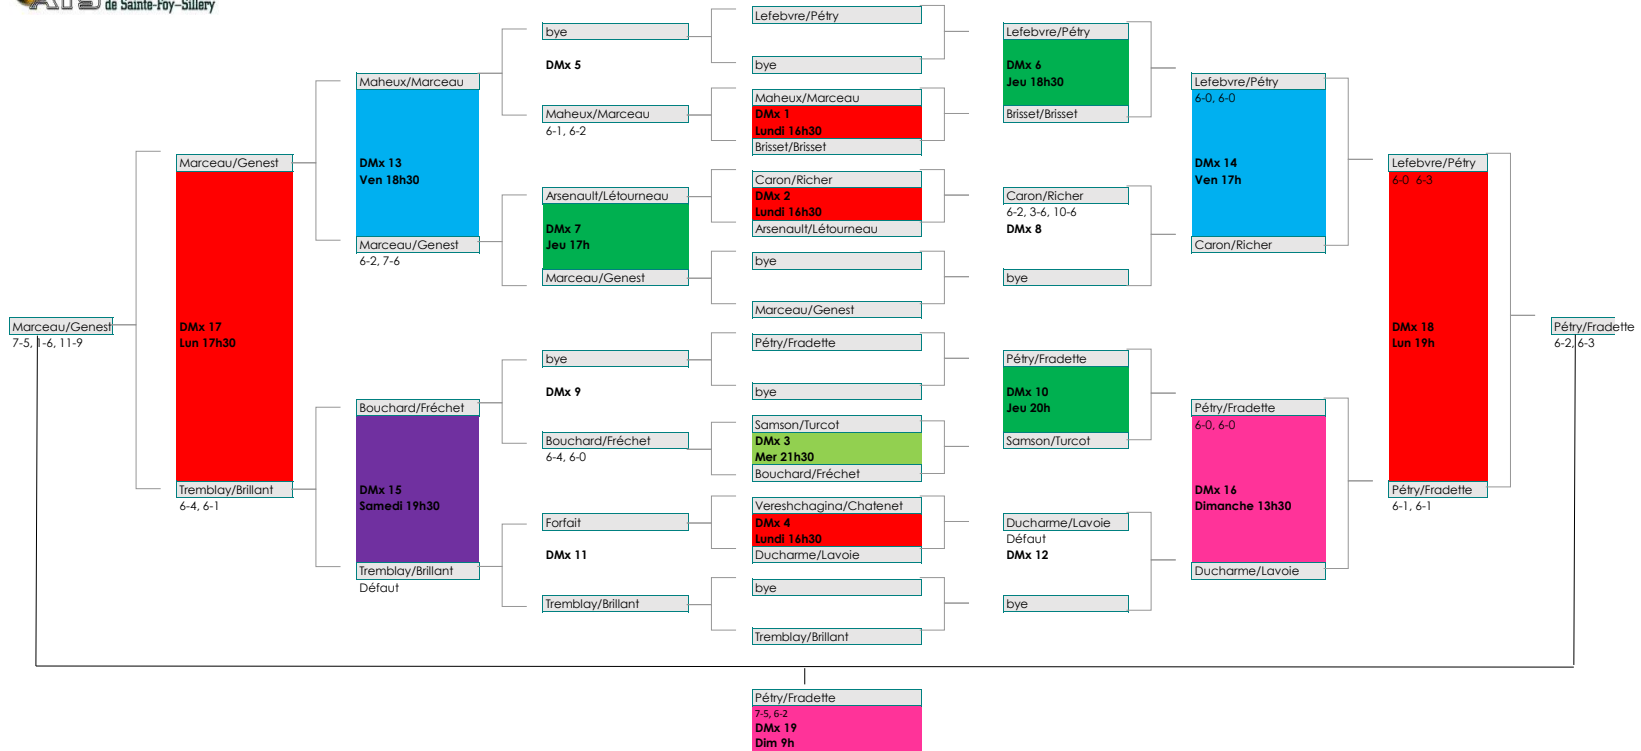 de Sainte-Foy-Sillery
Marceau/Genest
7-5, 1-6, 11-9
Marceau/Genest
DMx 17
Lun 17h30
Tremblay/Brillant
6-4, 6-1
Maheux/Marceau
DMx 13
Ven 18h30
Marceau/Genest
6-2, 7-6
Bouchard/Fréchet
DMx 15
Samedi 19h30
Tremblay/Brillant
Défaut
bye
DMx 5
Maheux/Marceau
6-1, 6-2
Arsenault/Létourneau
DMx 7
Jeu 17h
Marceau/Genest
bye
DMx 9
Bouchard/Fréchet
6-4, 6-0
Forfait
DMx 11
Tremblay/Brillant
Lefebvre/Pétry
bye
Maheux/Marceau
DMx 1
Lundi 16h30
Brisset/Brisset
Caron/Richer
DMx 2
Lundi 16h30
Arsenault/Létourneau
bye
Marceau/Genest
Pétry/Fradette
bye
Samson/Turcot
DMx 3
Mer 21h30
Bouchard/Fréchet
Vereshchagina/Chatenet
DMx 4
Lundi 16h30
Ducharme/Lavoie
bye
Tremblay/Brillant
Lefebvre/Pétry
DMx 6
Jeu 18h30
Brisset/Brisset
Caron/Richer
6-2, 3-6, 10-6
DMx 8
bye
Pétry/Fradette
DMx 10
Jeu 20h
Samson/Turcot
Ducharme/Lavoie
Défaut
DMx 12
bye
Lefebvre/Pétry
6-0, 6-0
DMx 14
Ven 17h
Caron/Richer
Pétry/Fradette
6-0, 6-0
DMx 16
Dimanche 13h30
Ducharme/Lavoie
Lefebvre/Pétry
6-0 6-3
DMx 18
Lun 19h
Pétry/Fradette
6-1, 6-1
Pétry/Fradette
6-2, 6-3
Pétry/Fradette
7-5, 6-2
DMx 19
Dim 9h